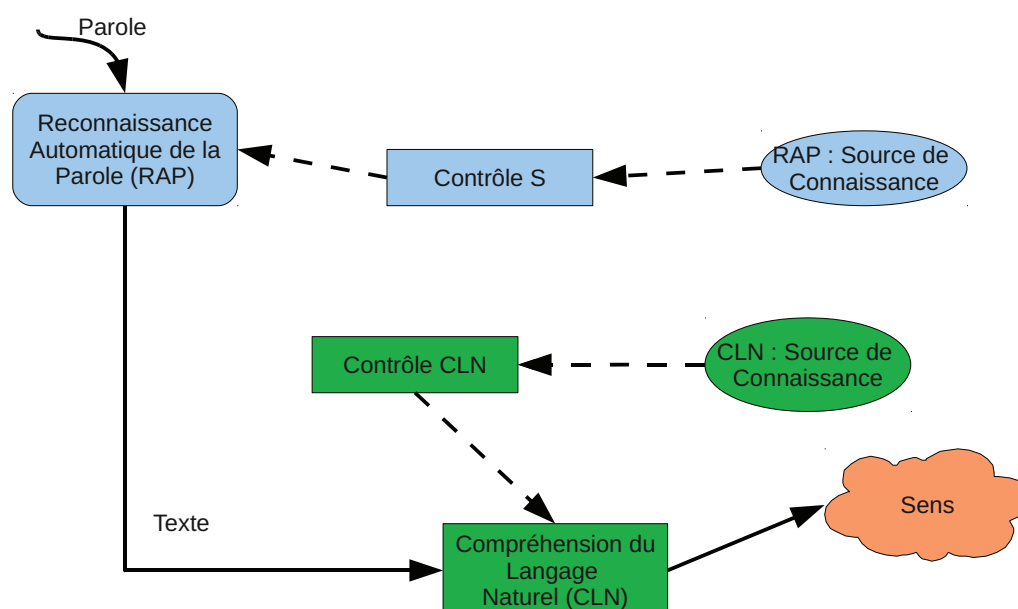 Parole
Reconnaissance
Automatique de la
Parole (RAP)
Contrôle S
RAP : Source de
Connaissance
Contrôle CLN
CLN : Source de
Connaissance
Sens
Texte
Compréhension du
Langage
Naturel (CLN)